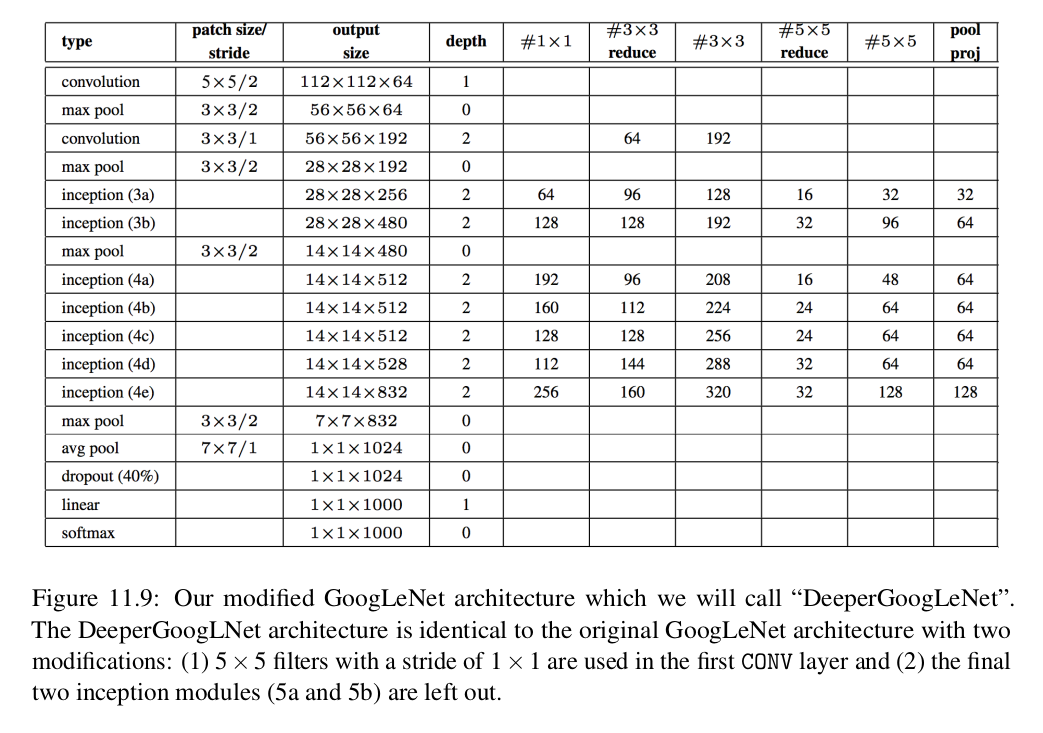 type patch size/ stride output size depth #1×1 #3×3 reduce #3×3 #5×5 reduce #5×5 pool proj
convolution 5×5/2 112×112×64 1
max pool 3×3/2 56×56×64 0
convolution 3×3/1 56×56×192 2 64 192
max pool 3×3/2 28×28×192 0
inception (3a) 28×28×256 2 64 96 128 16 32 32
inception (3b) 28×28×480 2 128 128 192 32 96 64
max pool 3×3/2 14×14×480 0
inception (4a) 14×14×512 2 192 96 208 16 48 64
inception (4b) 14×14×512 2 160 112 224 24 64 64
inception (4c) 14×14×512 2 128 128 256 24 64 64
inception (4d) 14×14×528 2 112 144 288 32 64 64
inception (4e) 14×14×832 2 256 160 320 32 128 128
max pool 3×3/2 7×7×832 0
avg pool 7×7/1 1×1×1024 0
dropout (40%) 1×1×1024 0
linear 1×1×1000 1
softmax 1×1×1000 0
Figure 11.9: Our modified GoogLeNet architecture which we will call “DeeperGoogLeNet”.
The DeeperGoogLNet architecture is identical to the original GoogLeNet architecture with two
modifications: (1) 5 × 5 filters with a stride of 1 × 1 are used in the first CONV layer and (2) the final
two inception modules (5a and 5b) are left out.